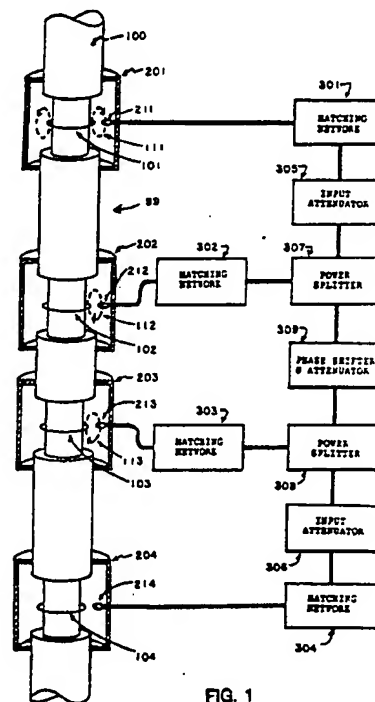 100
201
211
111
101
99
202
212
112
102
203
213
113
103
204
214
104
301
MATCHING
NETWORK
305
INPUT
ATTENUATOR
307
302
MATCHING
NETWORK
POWER
SPLITTER
309
PHASE SHIFTER
& ATTENUATOR
303
MATCHING
NETWORK
POWER
SPLITTER
308
INPUT
ATTENUATOR
306
MATCHING
NETWORK
304
FIG. 1